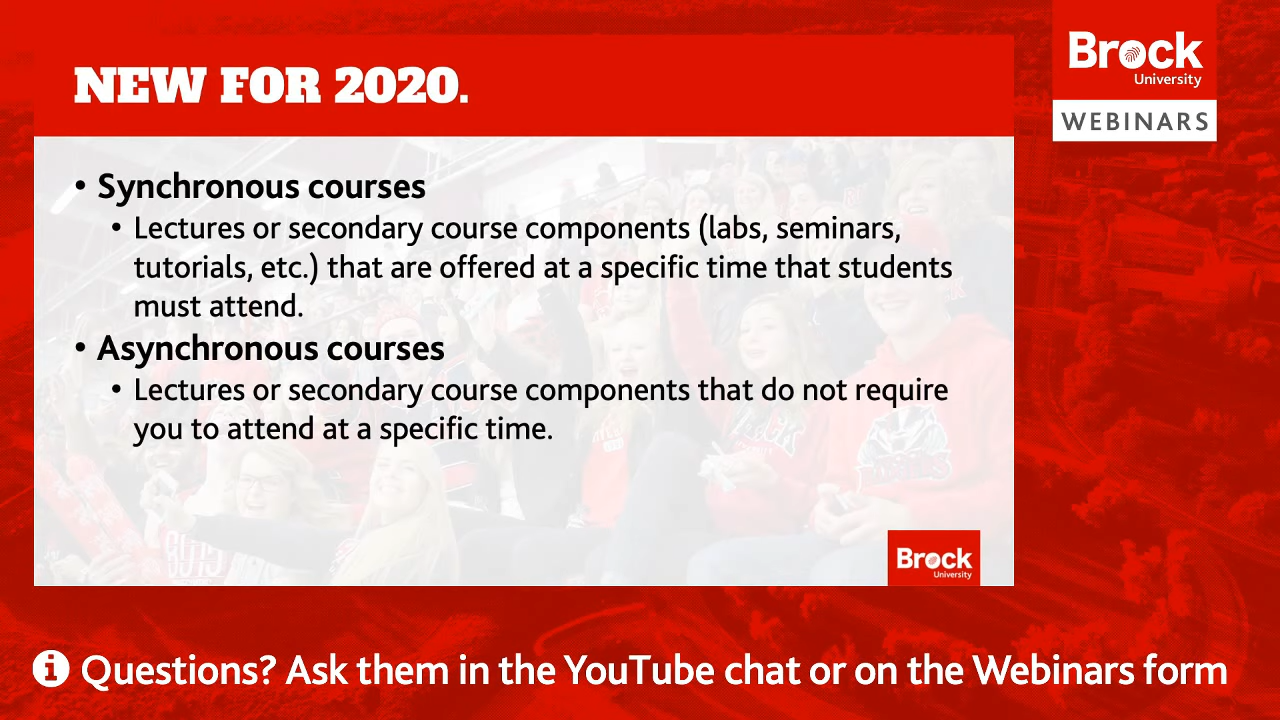 Brock
University
WEBINARS
NEW FOR 2020.
• Synchronous courses
• Lectures or secondary course components (labs, seminars,
tutorials, etc.) that are offered at a specific time that students
must attend.
• Asynchronous courses
• Lectures or secondary course components that do not require
you to attend at a specific time.
Brock
University
Questions? Ask them in the YouTube chat or on the Webinars form